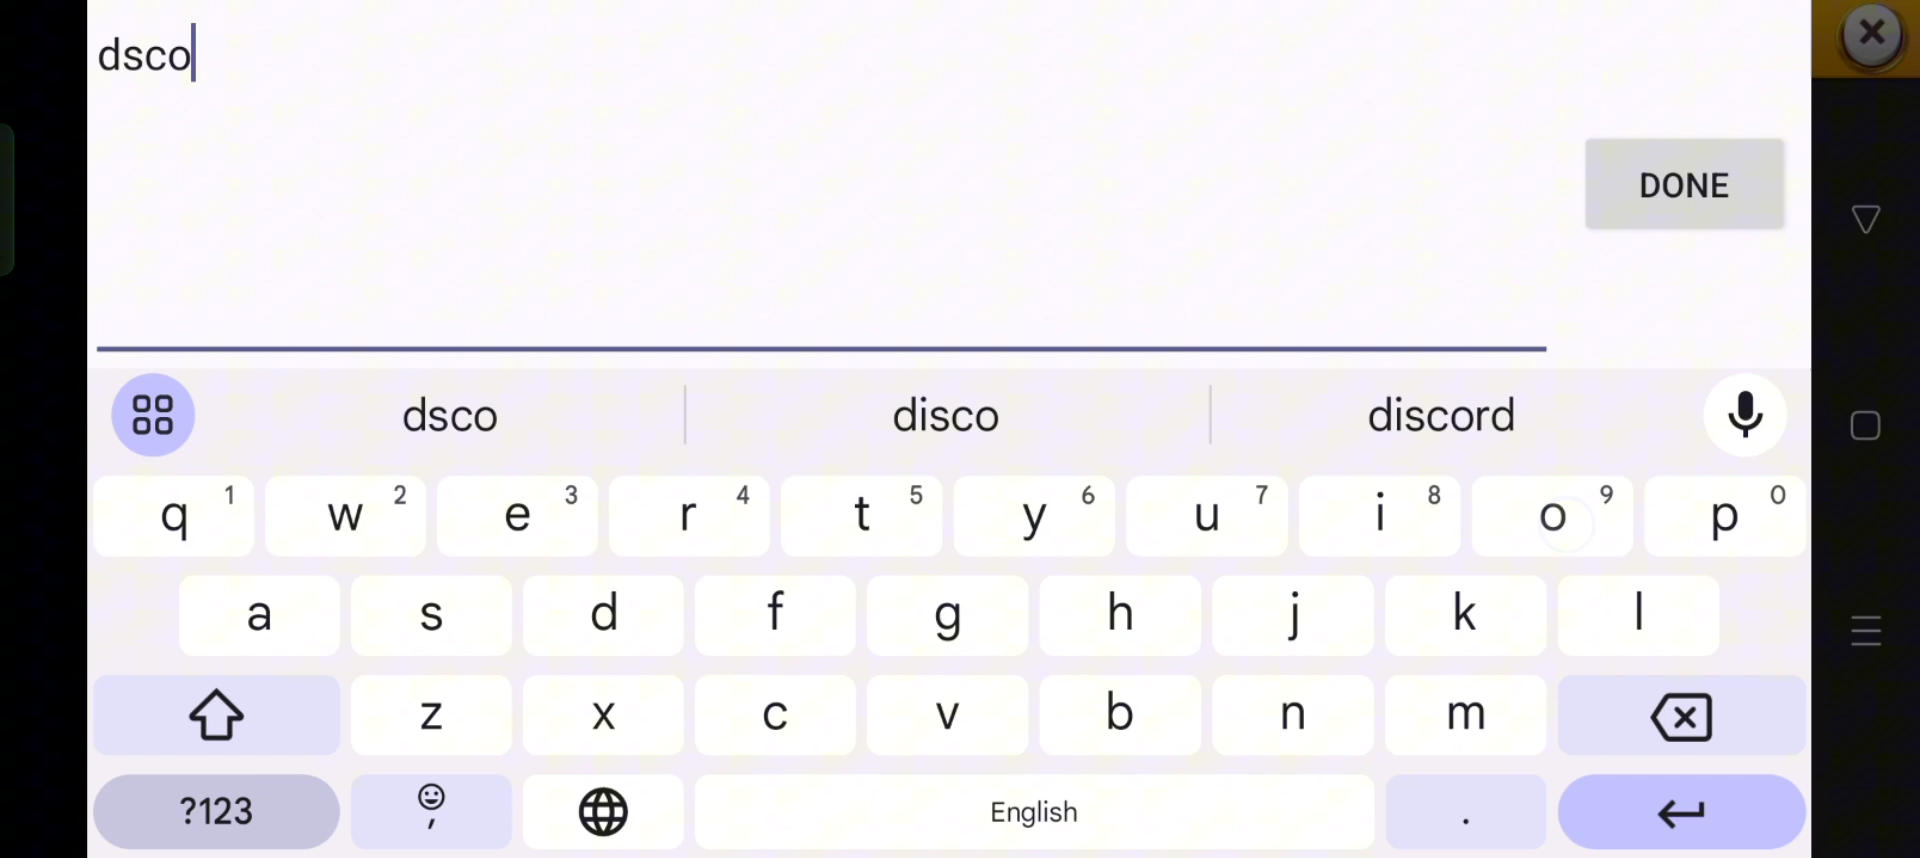 dsco
DONE
dsco disco discord
q 1 w 2 e 3 r 4 t 5 y 6 u 7 i 8 o 9 p 0
a s d f g h j k l
z x c v b n m
?123 , English .